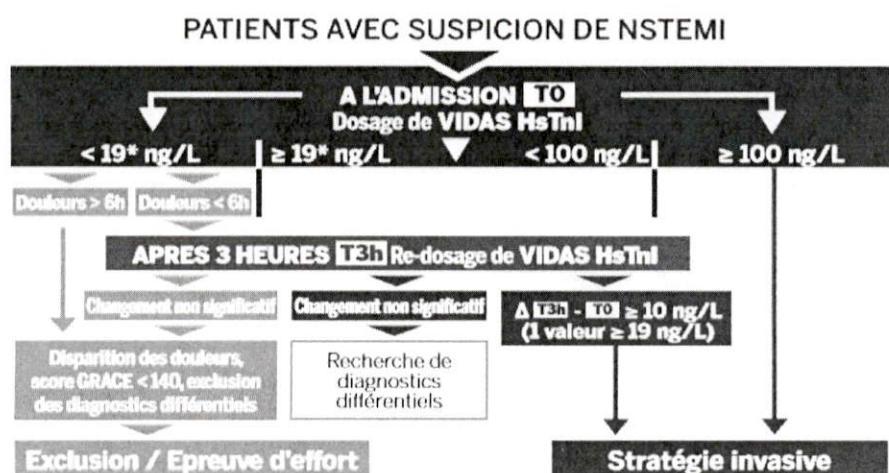 PATIENTS AVEC SUSPICION DE NSTEMI
A L'ADMISSION T0
Dosage de VIDAS HsTnI
< 19* ng/L
≥ 19* ng/L
< 100 ng/L
≥ 100 ng/L
Douleurs > 6h
Douleurs < 6h
APRES 3 HEURES T3h Re-dosage de VIDAS HsTnI
Changement non significatif
Changement non significatif
Δ T3h - T0 ≥ 10 ng/L
(1 valeur ≥ 19 ng/L)
Disparition des douleurs,
score GRACE < 140, exclusion
des diagnostics différentiels
Recherche de
diagnostics
différentiels
Exclusion / Epreuve d'effort
Stratégie invasive